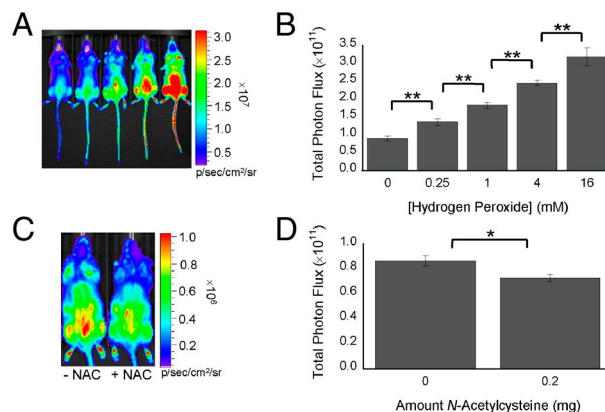 A
3.0
2.5
2.0
1.5
1.0
0.5
×10⁷
p/sec/cm²/sr
B
Total Photon Flux (×10¹¹)
3.5
3.0
2.5
2.0
1.5
1.0
0.5
0.0
**
**
**
**
0 0.25 1 4 16
[Hydrogen Peroxide] (mM)
C
1.0
0.8
0.6
0.4
0.2
×10⁶
p/sec/cm²/sr
- NAC + NAC
D
Total Photon Flux (×10¹¹)
1.0
0.8
0.6
0.4
0.2
0.0
*
0 0.2
Amount N-Acetylcysteine (mg)